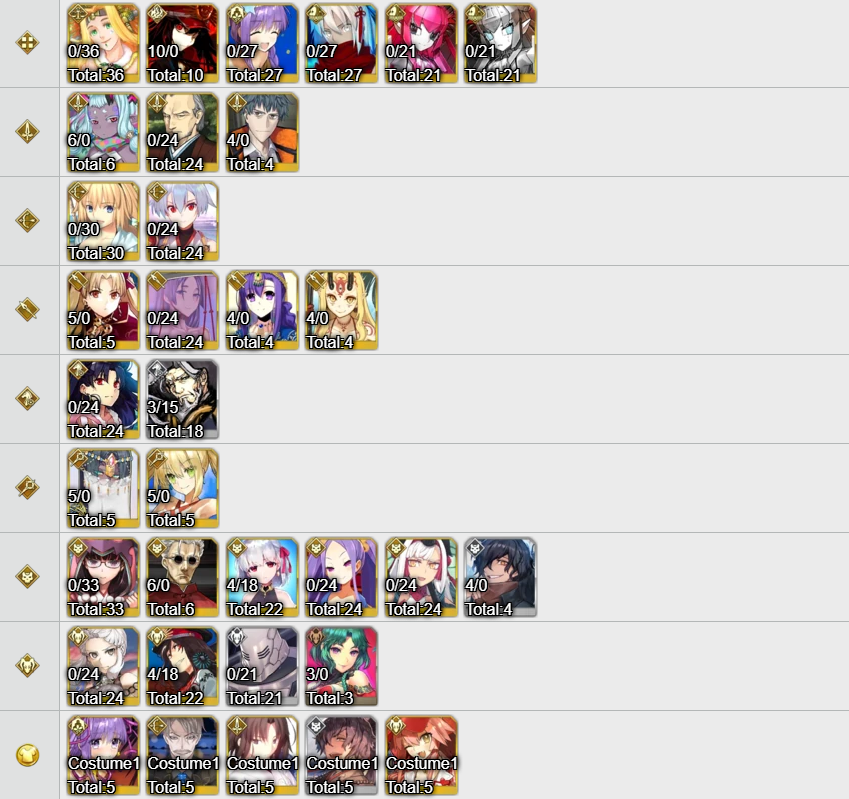 0/36 10/0 0/27 0/27 0/21 0/21
Total:36 Total:10 Total:27 Total:27 Total:21 Total:21
6/0 0/24 4/0
Total:6 Total:24 Total:4
0/30 0/24
Total:30 Total:24
5/0 0/24 4/0 4/0
Total:5 Total:24 Total:4 Total:4
0/24 3/15
Total:24 Total:18
5/0 5/0
Total:5 Total:5
0/33 6/0 4/18 0/24 0/24 4/0
Total:33 Total:6 Total:22 Total:24 Total:24 Total:4
0/24 4/18 0/21 3/0
Total:24 Total:22 Total:21 Total:3
Costume1 Costume1 Costume1 Costume1 Costume1
Total:5 Total:5 Total:5 Total:5 Total:5